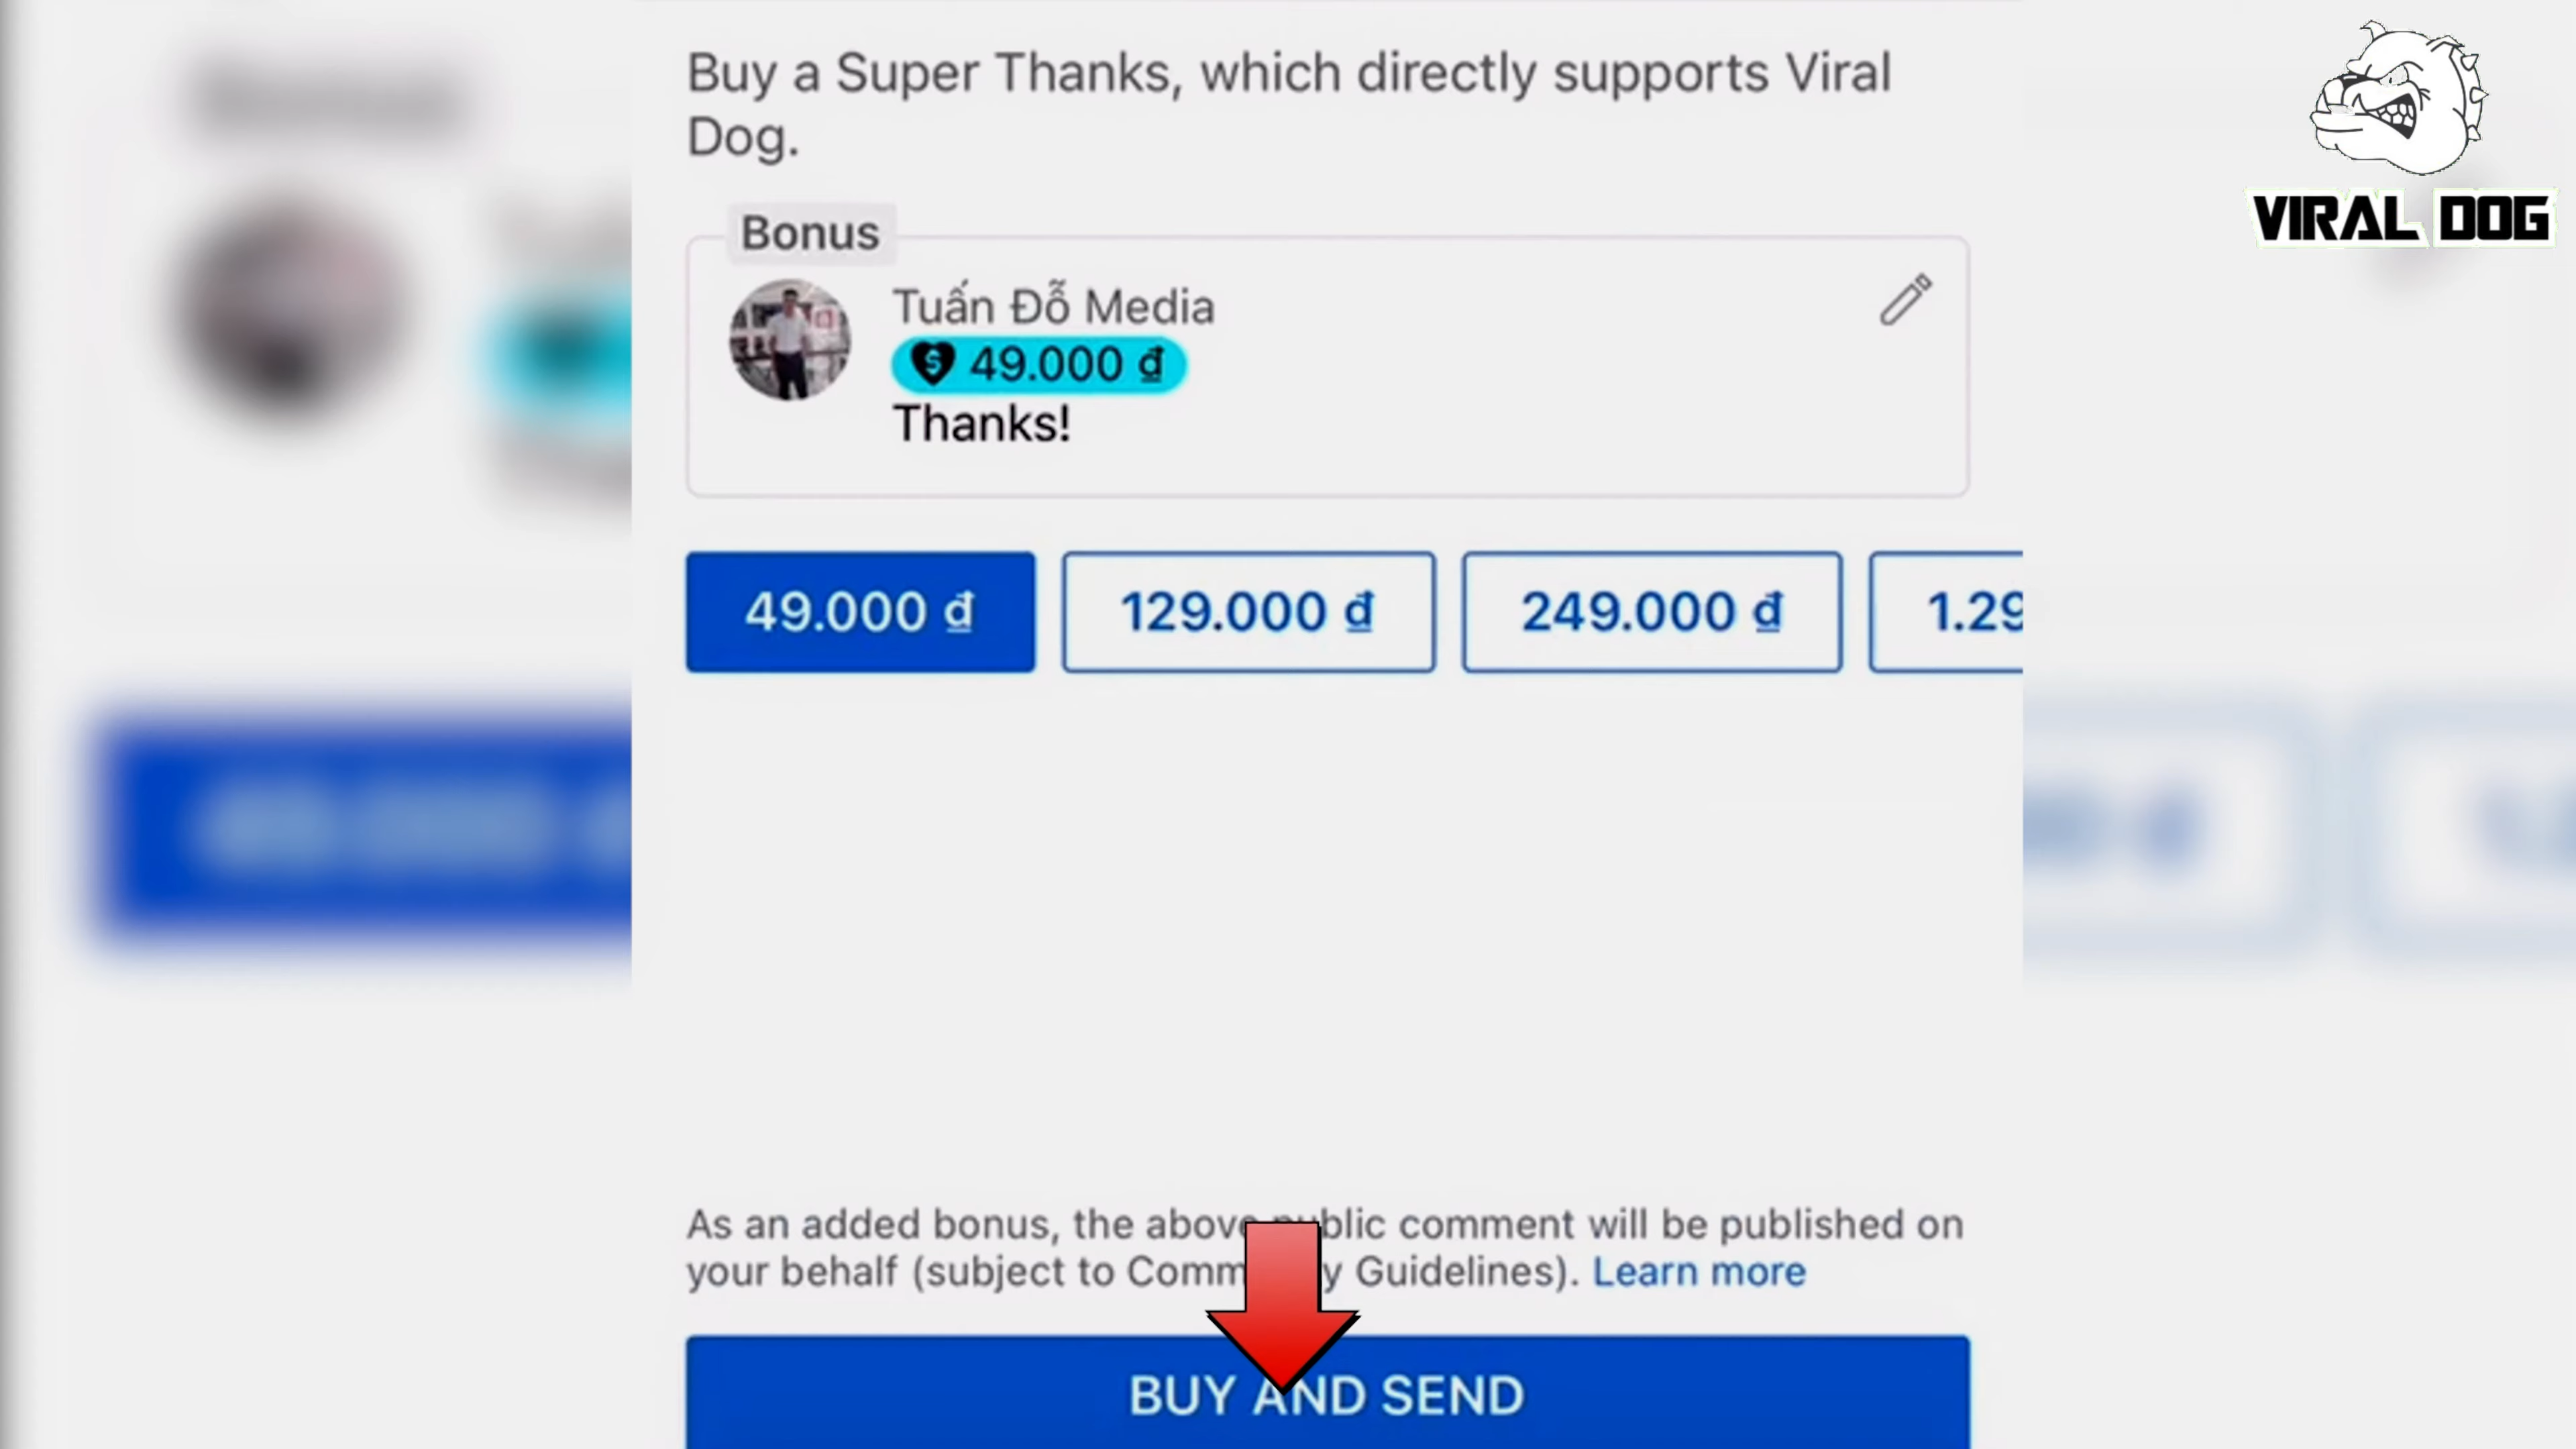 Buy a Super Thanks, which directly supports Viral
Dog.
VIRAL DOG
Bonus
Tuấn Đỗ Media
49.000 ₫
Thanks!
49.000 ₫
129.000 ₫
249.000 ₫
As an added bonus, the above public comment will be published on
your behalf (subject to Guidelines). Learn more
BUY AND SEND